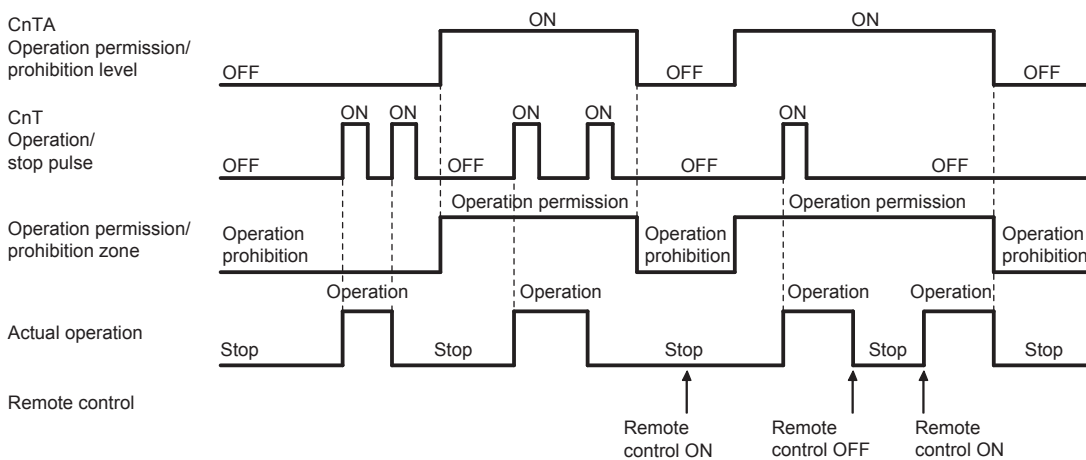 CnTA
Operation permission/
prohibition level
OFF
ON
OFF
ON
OFF
CnT
Operation/
stop pulse
OFF
ON
ON
OFF
ON
ON
OFF
ON
OFF
Operation permission/
prohibition zone
Operation
prohibition
Operation permission
Operation
prohibition
Operation permission
Operation
prohibition
Actual operation
Stop
Operation
Stop
Operation
Stop
Operation
Stop
Operation
Stop
Remote control
Remote
control ON
Remote
control OFF
Remote
control ON